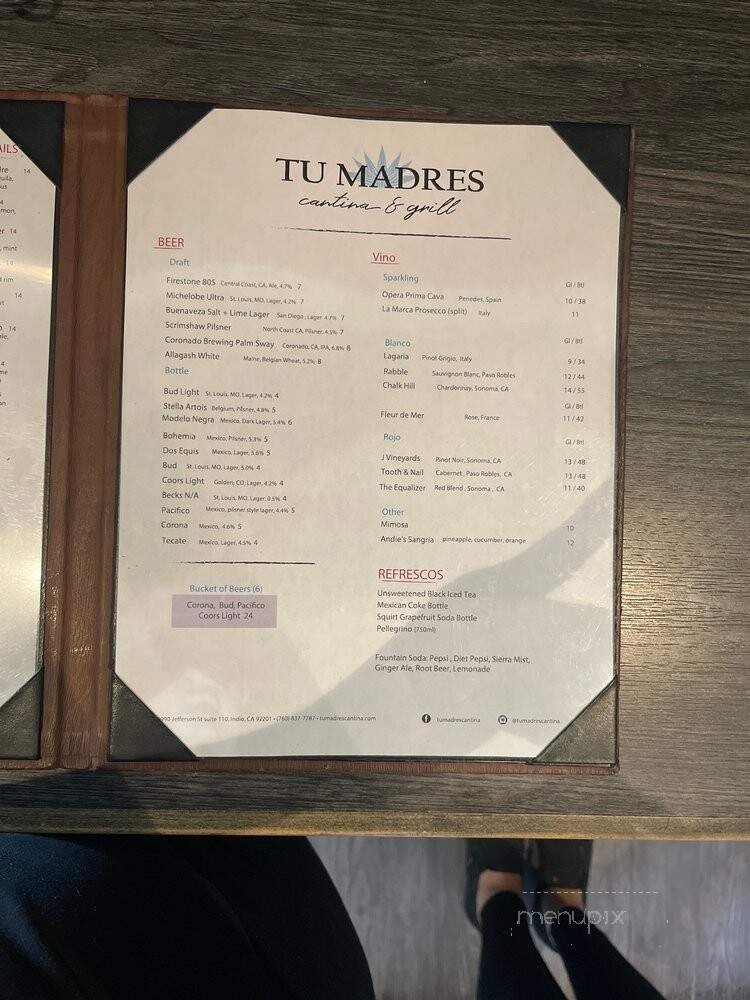 AILS
14
14
mint
14
TU MADRES
cantina & grill
BEER
Draft
Firestone 805 Central Coast, CA, Ale, 4.7% 7
Michelobe Ultra St. Louis, MO, Lager, 4.2% 7
Buenaveza Salt + Lime Lager San Diego, Lager 4.7% 7
Scrimshaw Pilsner North Coast CA, Pilsner, 4.5% 7
Coronado Brewing Palm Sway Coronado, CA, IPA, 6.8% 8
Allagash White Maine, Belgian Wheat, 5.2% 8
Bottle
Bud Light St. Louis, MO, Lager, 4.2% 4
Stella Artois Belgium, Pilsner, 4.8% 5
Modelo Negra Mexico, Dark Lager, 5.4% 6
Bohemia Mexico, Pilsner, 5.3% 5
Dos Equis Mexico, Lager, 5.6% 5
Bud St. Louis, MO, Lager, 5.0% 4
Coors Light Golden, CO, Lager, 4.2% 4
Becks N/A St. Louis, MO, Lager, 0.5% 4
Pacifico Mexico, pilsner style lager, 4.4% 5
Corona Mexico, 4.6% 5
Tecate Mexico, Lager, 4.5% 4
Bucket of Beers (6)
Corona, Bud, Pacifico
Coors Light 24
Vino
Sparkling Gl / Btl
Opera Prima Cava Penedes, Spain 10 / 38
La Marca Prosecco (split) Italy 11
Blanco Gl / Btl
Lagaria Pinot Grigio, Italy 9 / 34
Rabble Sauvignon Blanc, Paso Robles 12 / 44
Chalk Hill Chardonnay, Sonoma, CA 14 / 55
Gl / Btl
Fleur de Mer Rose, France 11 / 42
Rojo Gl / Btl
J Vineyards Pinot Noir, Sonoma, CA 13 / 48
Tooth & Nail Cabernet, Paso Robles, CA 13 / 48
The Equalizer Red Blend, Sonoma, CA 11 / 40
Other
Mimosa 10
Andie's Sangria pineapple, cucumber, orange 12
REFRESCOS
Unsweetened Black Iced Tea
Mexican Coke Bottle
Squirt Grapefruit Soda Bottle
Pellegrino (750ml)
Fountain Soda: Pepsi, Diet Pepsi, Sierra Mist,
Ginger Ale, Root Beer, Lemonade
990 Jefferson St suite 110, Indio, CA 92201 • (760) 837-7787 • tumadrescantina.com tumadrescantina @tumadrescantina
menupix